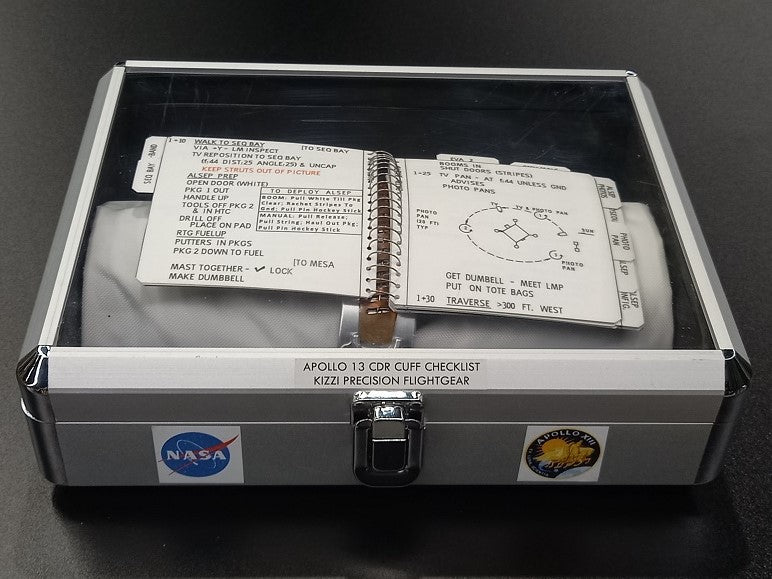 1+10 WALK TO SEQ BAY
VIA +Y- LM INSPECT [TO SEQ BAY
TV REPOSITION TO SEQ BAY
(f:44 DIST:25 ANGLE:25) & UNCAP
KEEP STRUTS OUT OF PICTURE
ALSEP PREP
OPEN DOOR (WHITE)
PKG 1 OUT
HANDLE UP
TOOLS OFF PKG 2
& IN HTC
DRILL OFF
PLACE ON PAD
RTG FUELUP
PUTTERS IN PKGS
PKG 2 DOWN TO FUEL
[TO MESA
MAST TOGETHER - ✓ LOCK
MAKE DUMBBELL
TO DEPLOY ALSEP
BOOM: Pull White Till Pkg
Clear; Rachet Stripes To
Gnd; Pull Pin Hockey Stick
MANUAL: Pull Release;
Pull String; Haul Out Pkg;
Pull Pin Hockey Stick
SEQ BAY -BAND
EVA 2
BOOMS IN
SHUT DOORS (STRIPES)
1+25 TV PAN - AT f:44 UNLESS GND
ADVISES
PHOTO PANS
PHOTO
PAN
(20 FT)
TYP
TV
TV & PHOTO PAN
SUN
PHOTO
PAN
GET DUMBELL - MEET LMP
PUT ON TOTE BAGS
1+30 TRAVERSE >300 FT. WEST
PHOTO
PAN
APOLLO 13 CDR CUFF CHECKLIST
KIZZI PRECISION FLIGHTGEAR
NASA
APOLLO XIII